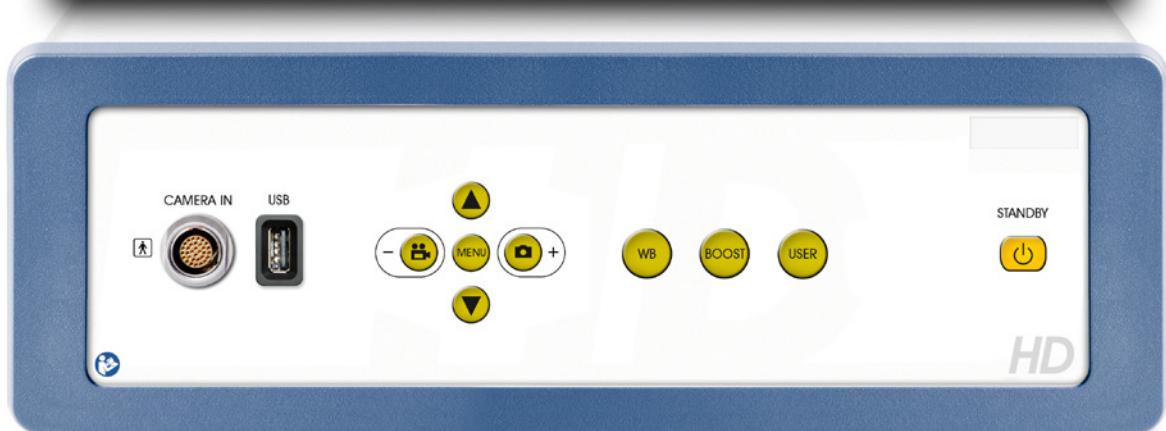 CAMERA IN
USB
STANDBY
- MENU +
WB
BOOST
USER
HD